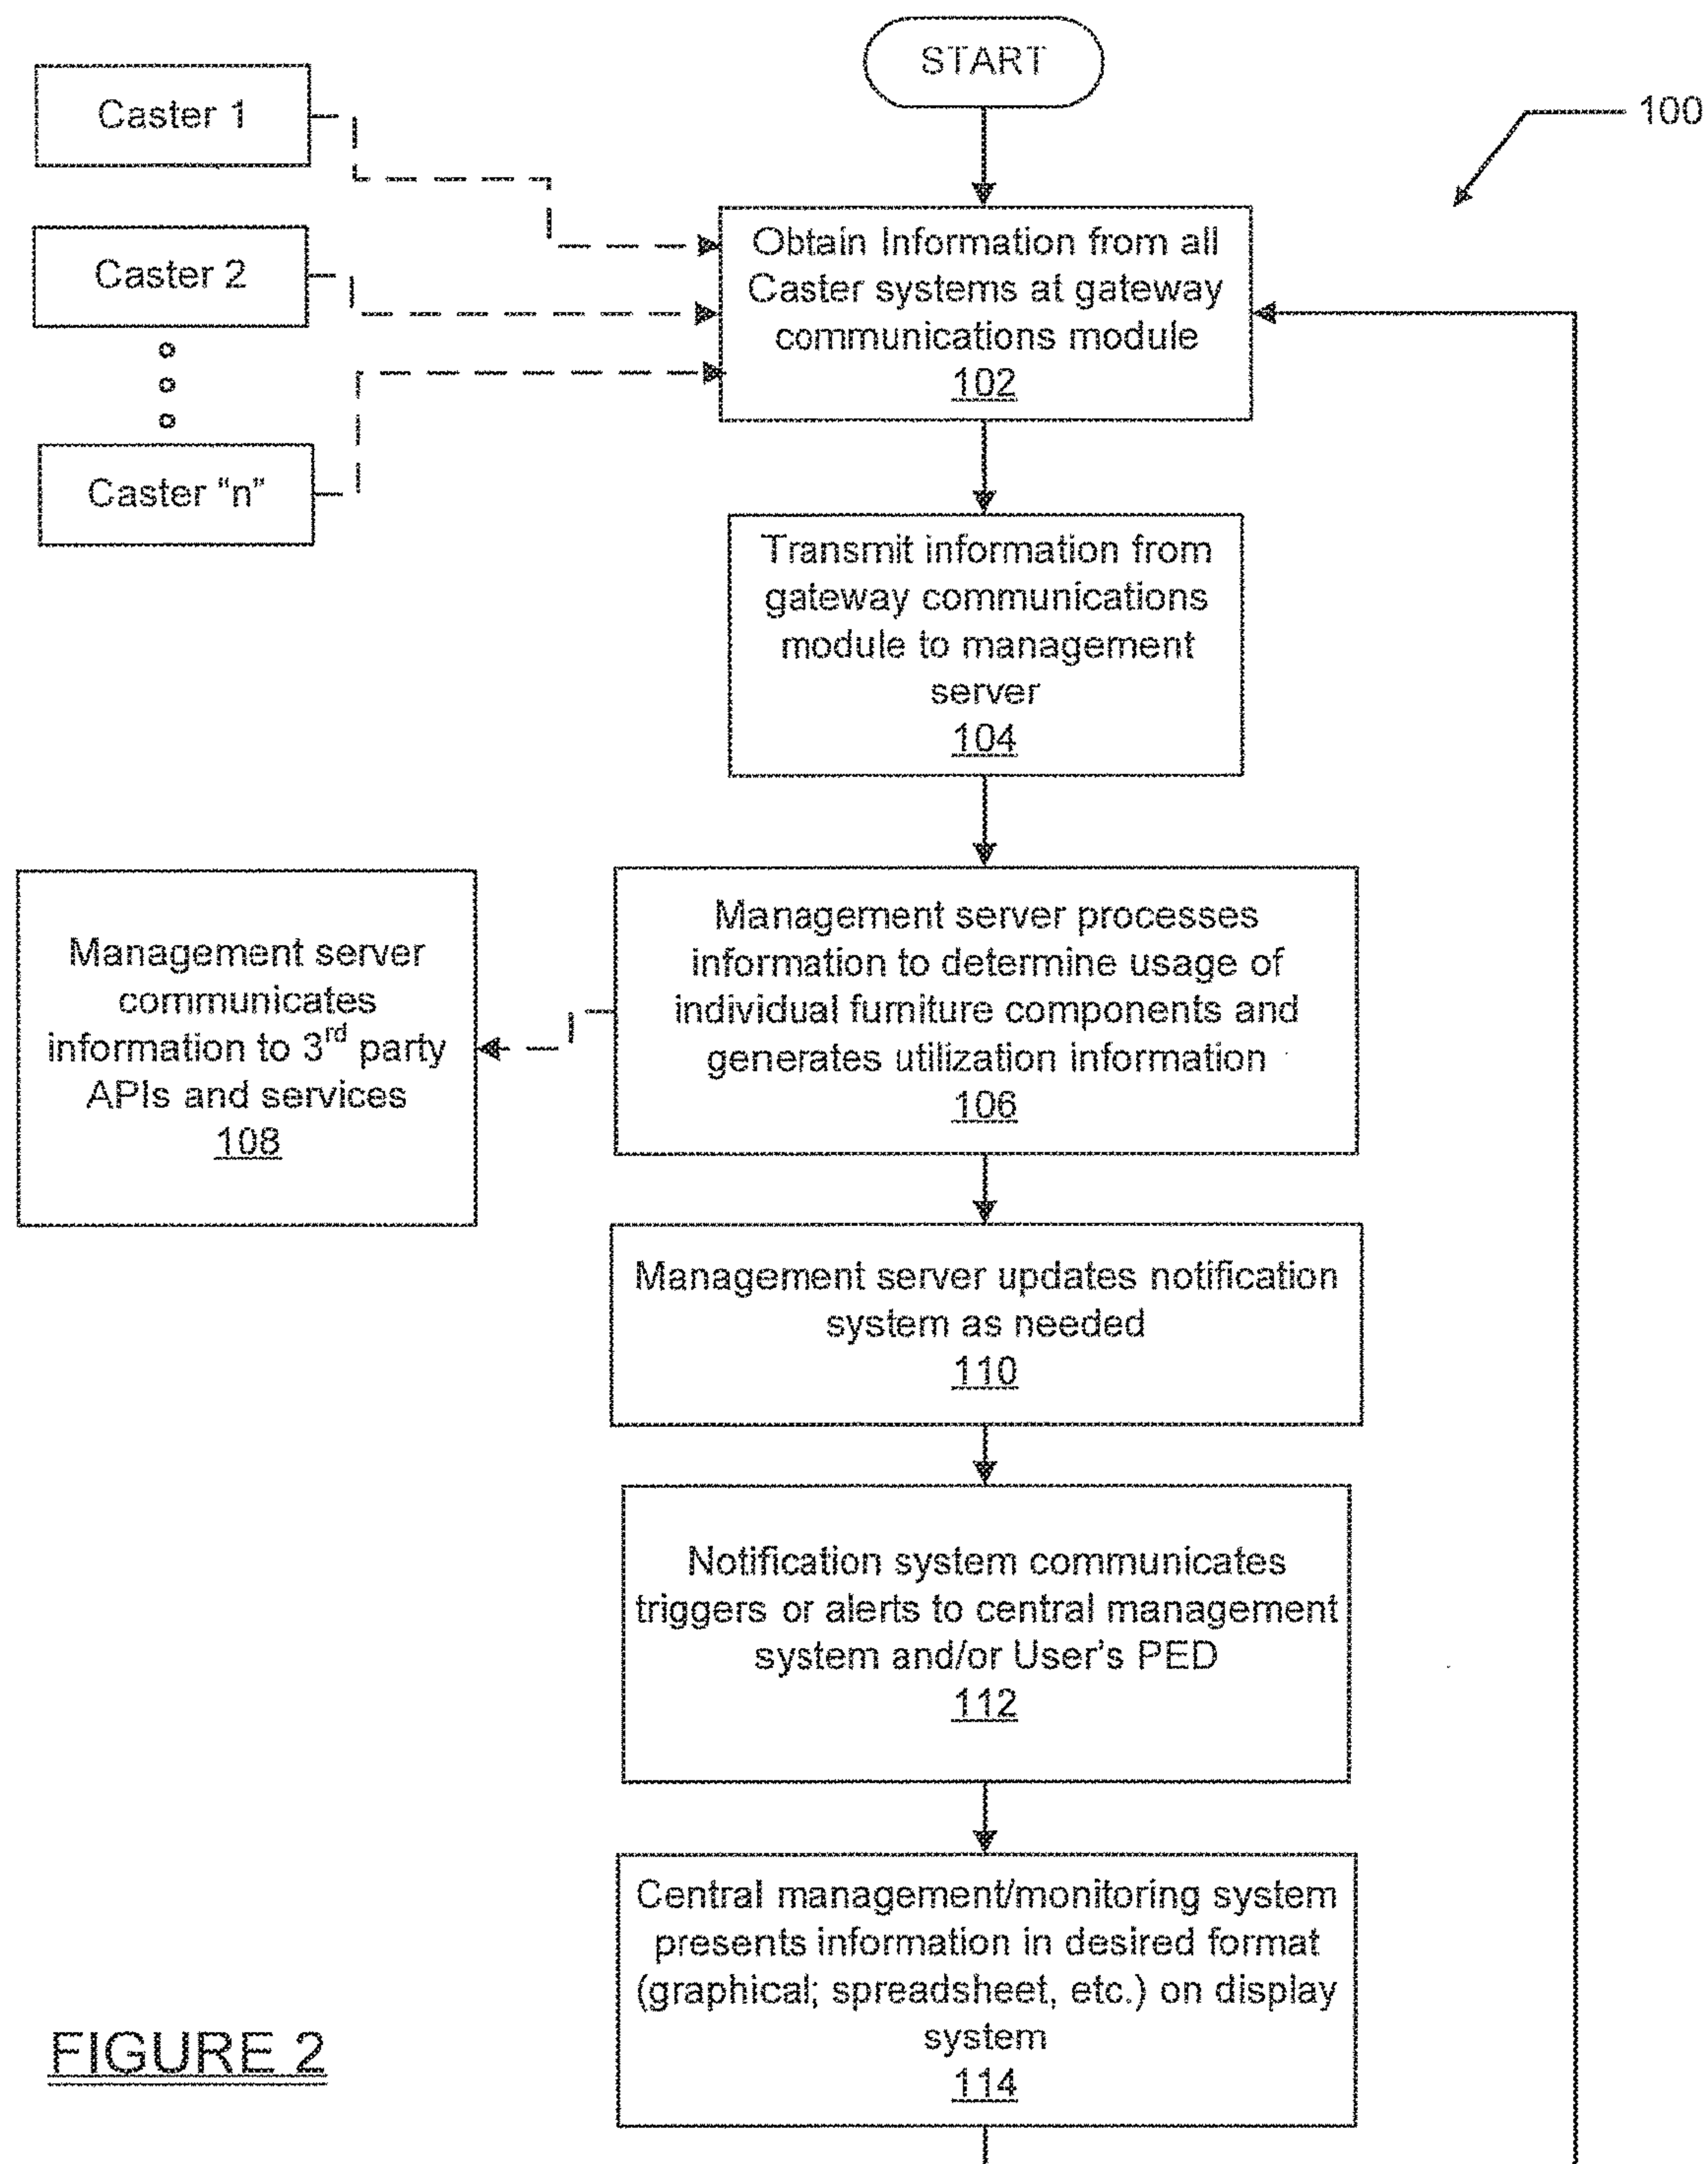 START
100
Caster 1
Caster 2
Caster "n"
Obtain Information from all
Caster systems at gateway
communications module
102
Transmit information from
gateway communications
module to management
server
104
Management server processes
information to determine usage of
individual furniture components and
generates utilization information
106
Management server
communicates
information to 3rd party
APIs and services
108
Management server updates notification
system as needed
110
Notification system communicates
triggers or alerts to central management
system and/or User's PED
112
Central management/monitoring system
presents information in desired format
(graphical; spreadsheet, etc.) on display
system
114
FIGURE 2